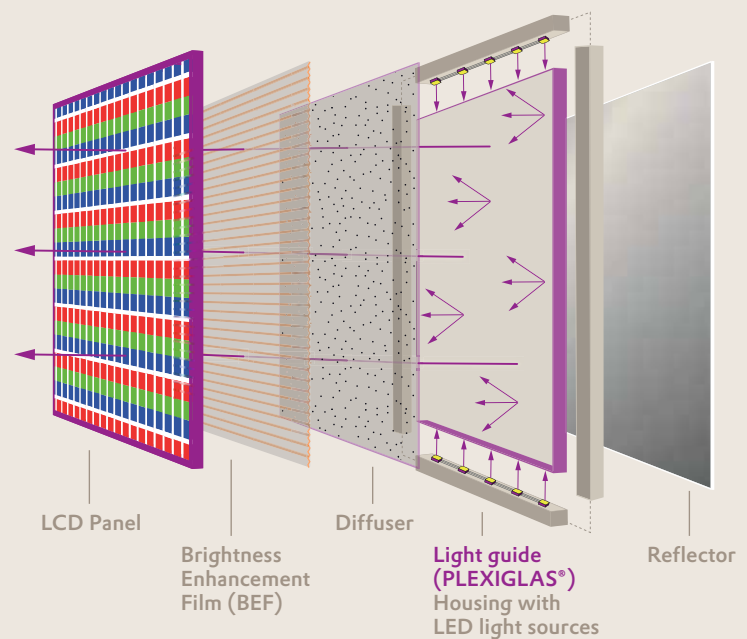 LCD Panel
Brightness
Enhancement
Film (BEF)
Diffuser
Light guide
(PLEXIGLAS®)
Housing with
LED light sources
Reflector